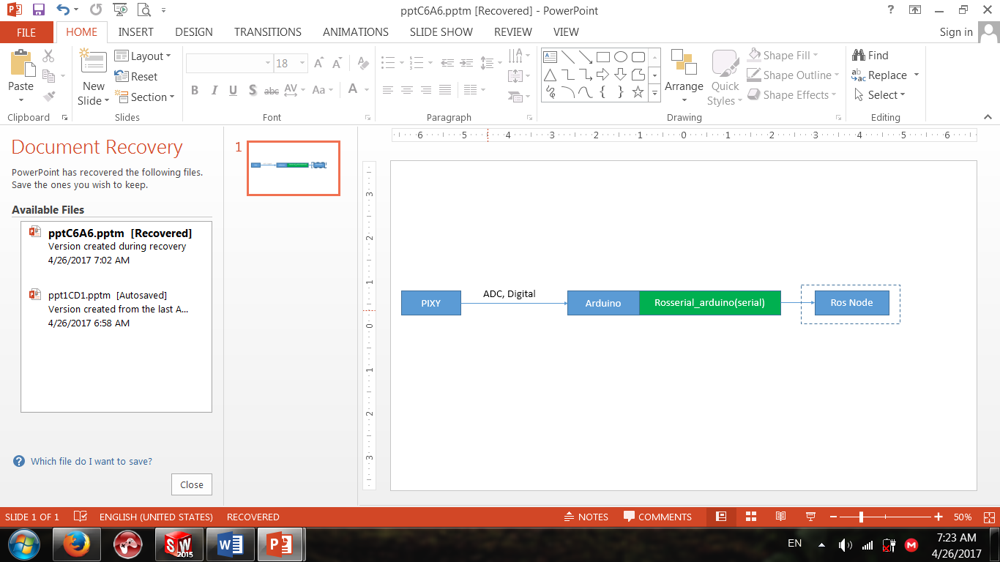 pptC6A6.pptm [Recovered] - PowerPoint
FILE
HOME
INSERT
DESIGN
TRANSITIONS
ANIMATIONS
SLIDE SHOW
REVIEW
VIEW
Sign in
Paste
Clipboard
New Slide
Layout
Reset
Section
Slides
18
B I U S abc AV Aa A
Font
Paragraph
Arrange
Quick Styles
Shape Fill
Shape Outline
Shape Effects
Drawing
Find
Replace
Select
Editing
Document Recovery
PowerPoint has recovered the following files.
Save the ones you wish to keep.
Available Files
pptC6A6.pptm [Recovered]
Version created during recovery
4/26/2017 7:02 AM
ppt1CD1.pptm [Autosaved]
Version created from the last A...
4/26/2017 6:58 AM
Which file do I want to save?
Close
1
6 5 4 3 2 1 0 1 2 3 4 5 6
3 2 1 0 1 2 3
PIXY
ADC, Digital
Arduino
Rosserial_arduino(serial)
Ros Node
SLIDE 1 OF 1
ENGLISH (UNITED STATES)
RECOVERED
NOTES
COMMENTS
50%
SW
2015
EN
7:23 AM
4/26/2017